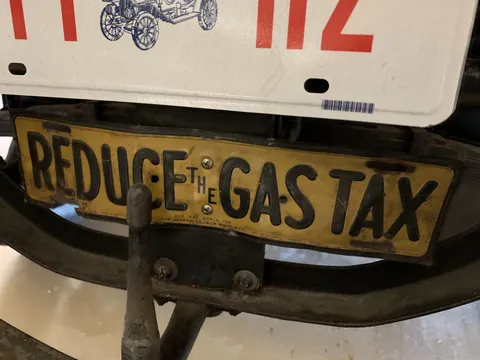 112
REDUCE THE GAS TAX